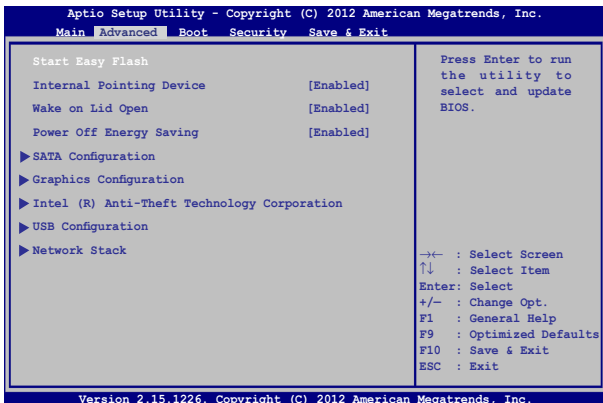 Aptio Setup Utility - Copyright (C) 2012 American Megatrends, Inc.
Main Advanced Boot Security Save & Exit
Start Easy Flash
Internal Pointing Device [Enabled]
Wake on Lid Open [Enabled]
Power Off Energy Saving [Enabled]
SATA Configuration
Graphics Configuration
Intel (R) Anti-Theft Technology Corporation
USB Configuration
Network Stack
Press Enter to run
the utility to
select and update
BIOS.
→← : Select Screen
↑↓ : Select Item
Enter: Select
+/— : Change Opt.
F1 : General Help
F9 : Optimized Defaults
F10 : Save & Exit
ESC : Exit
Version 2.15.1226. Copyright (C) 2012 American Megatrends, Inc.